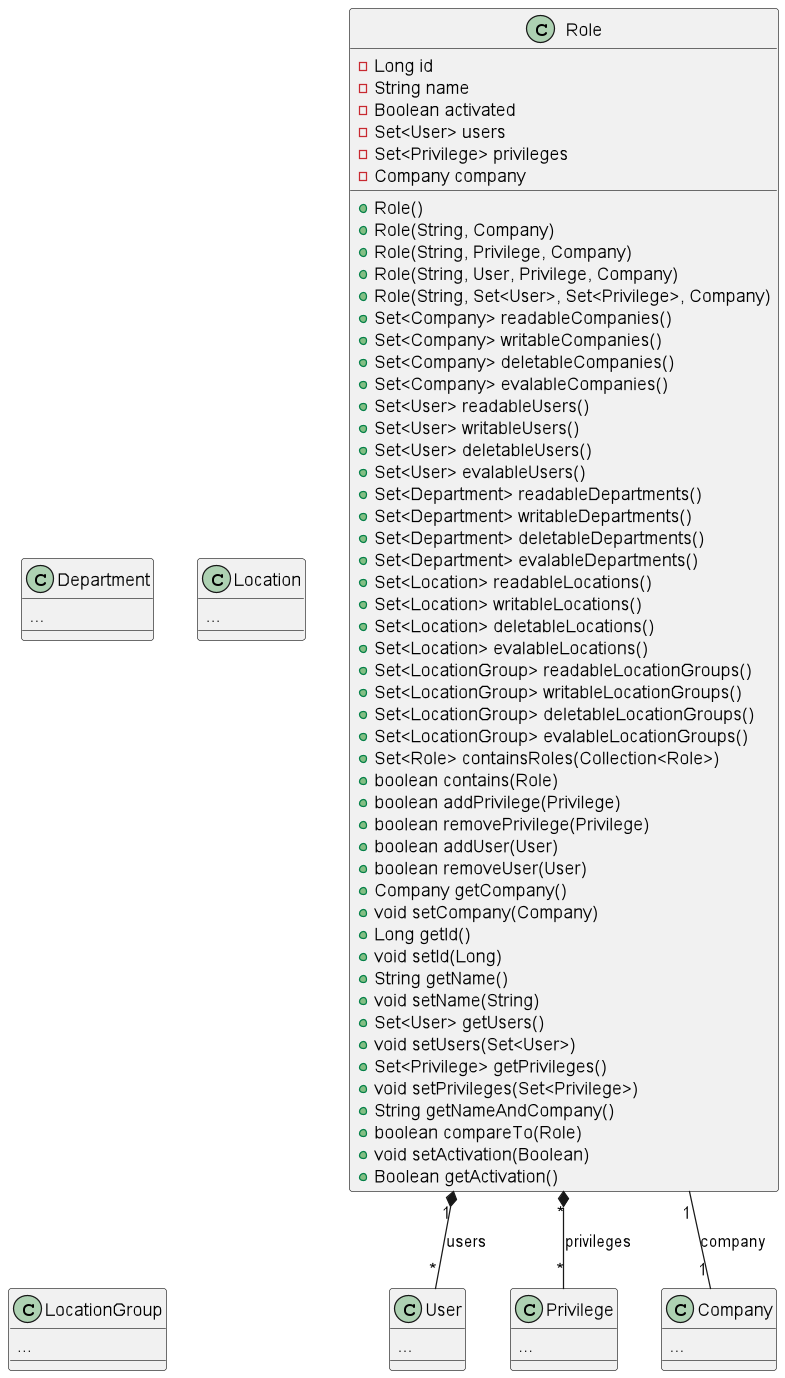 C Role
Long id
String name
Boolean activated
Set<User> users
Set<Privilege> privileges
Company company
Role()
Role(String, Company)
Role(String, Privilege, Company)
Role(String, User, Privilege, Company)
Role(String, Set<User>, Set<Privilege>, Company)
Set<Company> readableCompanies()
Set<Company> writableCompanies()
Set<Company> deletableCompanies()
Set<Company> evalableCompanies()
Set<User> readableUsers()
Set<User> writableUsers()
Set<User> deletableUsers()
Set<User> evalableUsers()
Set<Department> readableDepartments()
Set<Department> writableDepartments()
Set<Department> deletableDepartments()
Set<Department> evalableDepartments()
Set<Location> readableLocations()
Set<Location> writableLocations()
Set<Location> deletableLocations()
Set<Location> evalableLocations()
Set<LocationGroup> readableLocationGroups()
Set<LocationGroup> writableLocationGroups()
Set<LocationGroup> deletableLocationGroups()
Set<LocationGroup> evalableLocationGroups()
Set<Role> containsRoles(Collection<Role>)
boolean contains(Role)
boolean addPrivilege(Privilege)
boolean removePrivilege(Privilege)
boolean addUser(User)
boolean removeUser(User)
Company getCompany()
void setCompany(Company)
Long getId()
void setId(Long)
String getName()
void setName(String)
Set<User> getUsers()
void setUsers(Set<User>)
Set<Privilege> getPrivileges()
void setPrivileges(Set<Privilege>)
String getNameAndCompany()
boolean compareTo(Role)
void setActivation(Boolean)
Boolean getActivation()
C Department
...
C Location
...
1
*
1
users
privileges
company
*
*
1
C LocationGroup
...
C User
...
C Privilege
...
C Company
...